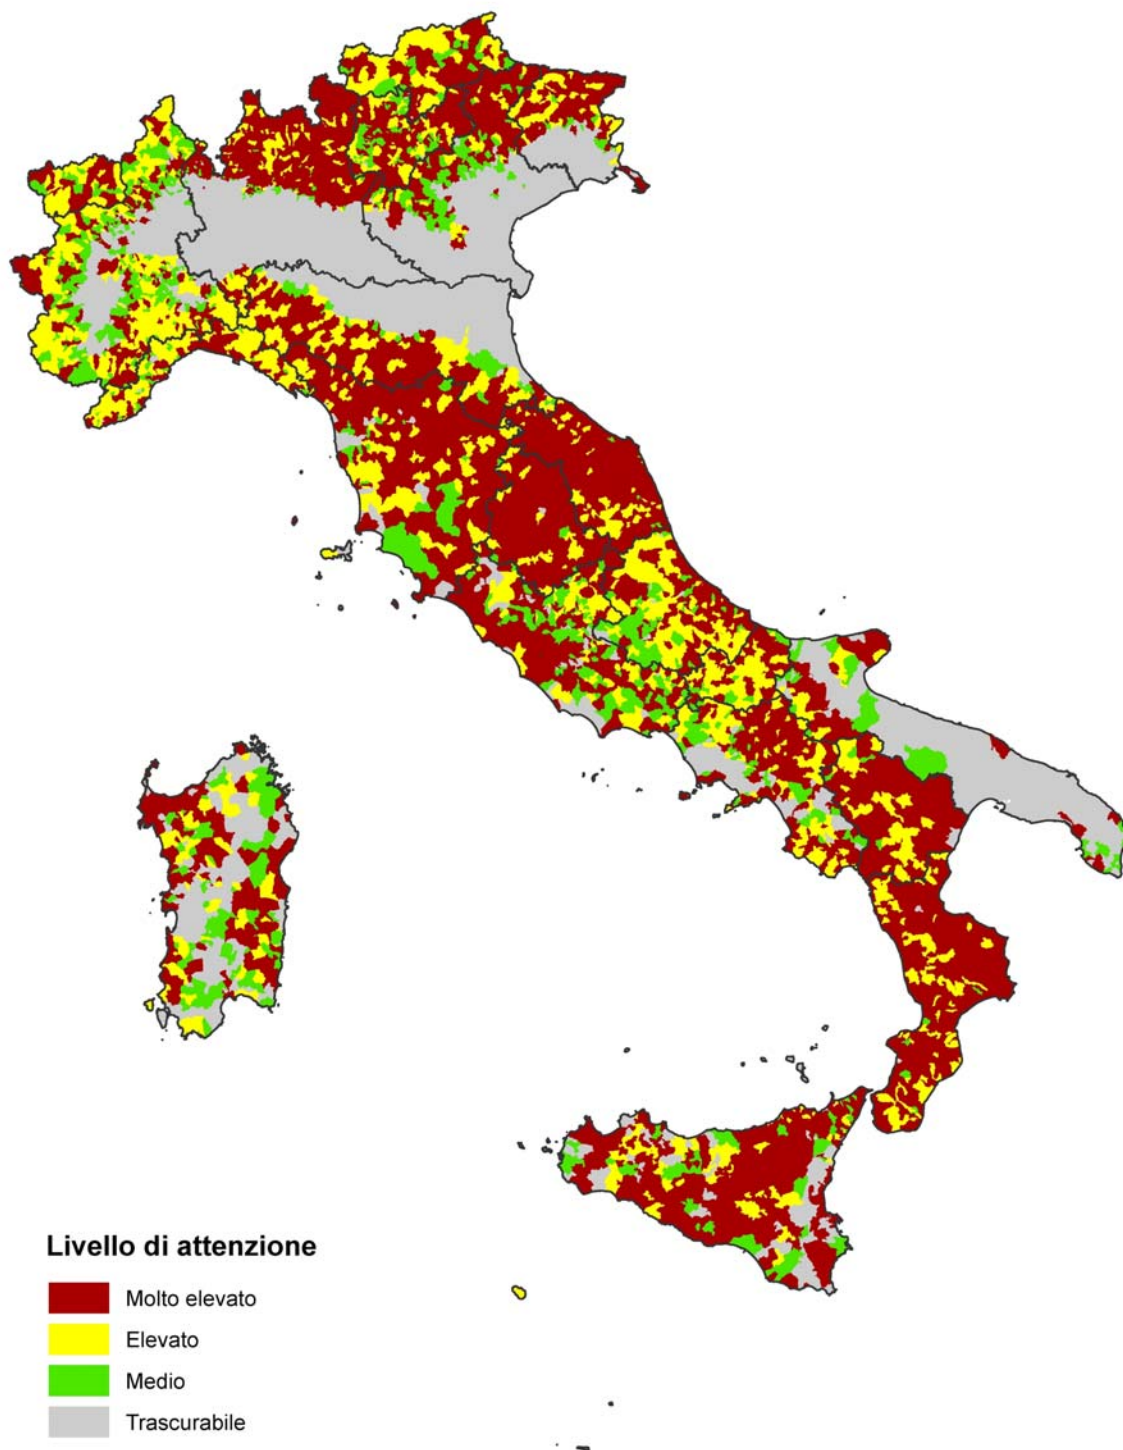 Livello di attenzione
Molto elevato
Elevato
Medio
Trascurabile